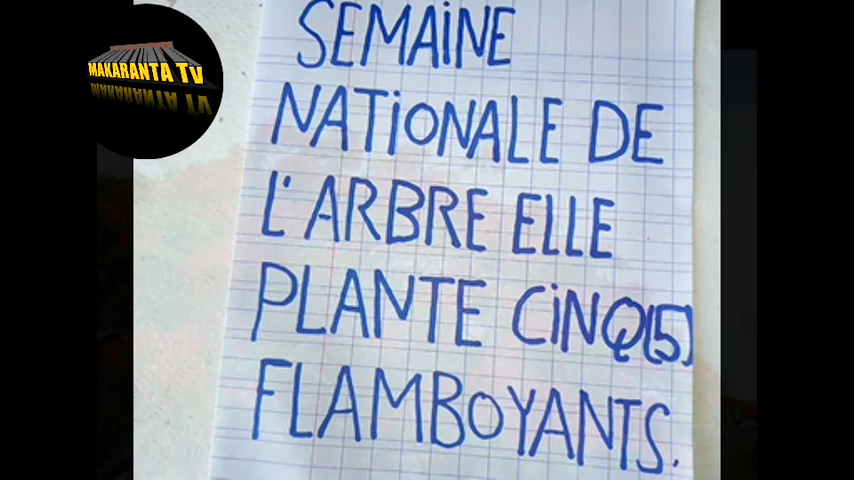 MAKARANTA Tv
SEMAINE
NATIONALE DE
L'ARBRE ELLE
PLANTE CINQ(5)
FLAMBOYANTS.